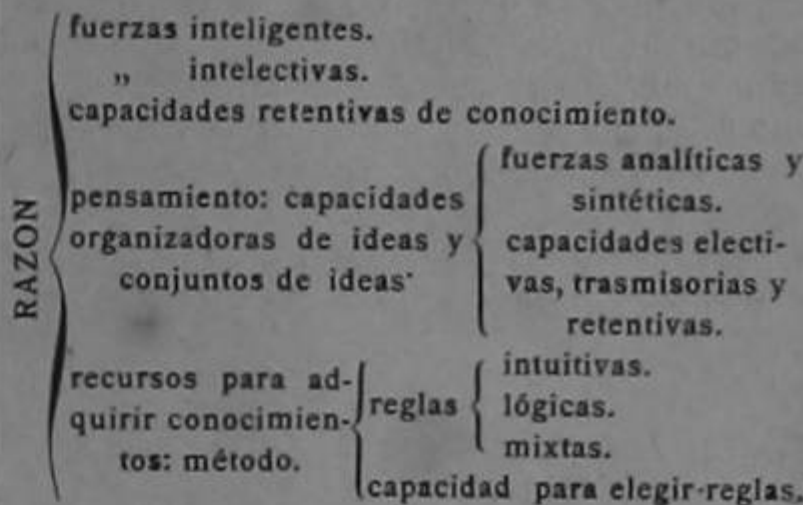 RAZON
fuerzas inteligentes.
„ intelectivas.
capacidades retentivas de conocimiento.
pensamiento: capacidades
organizadoras de ideas y
conjuntos de ideas·
fuerzas analíticas y
sintéticas.
capacidades electi-
vas, trasmisorias y
retentivas.
recursos para ad-
quirir conocimien-
tos: método.
reglas
intuitivas.
lógicas.
mixtas.
capacidad para elegir-reglas.